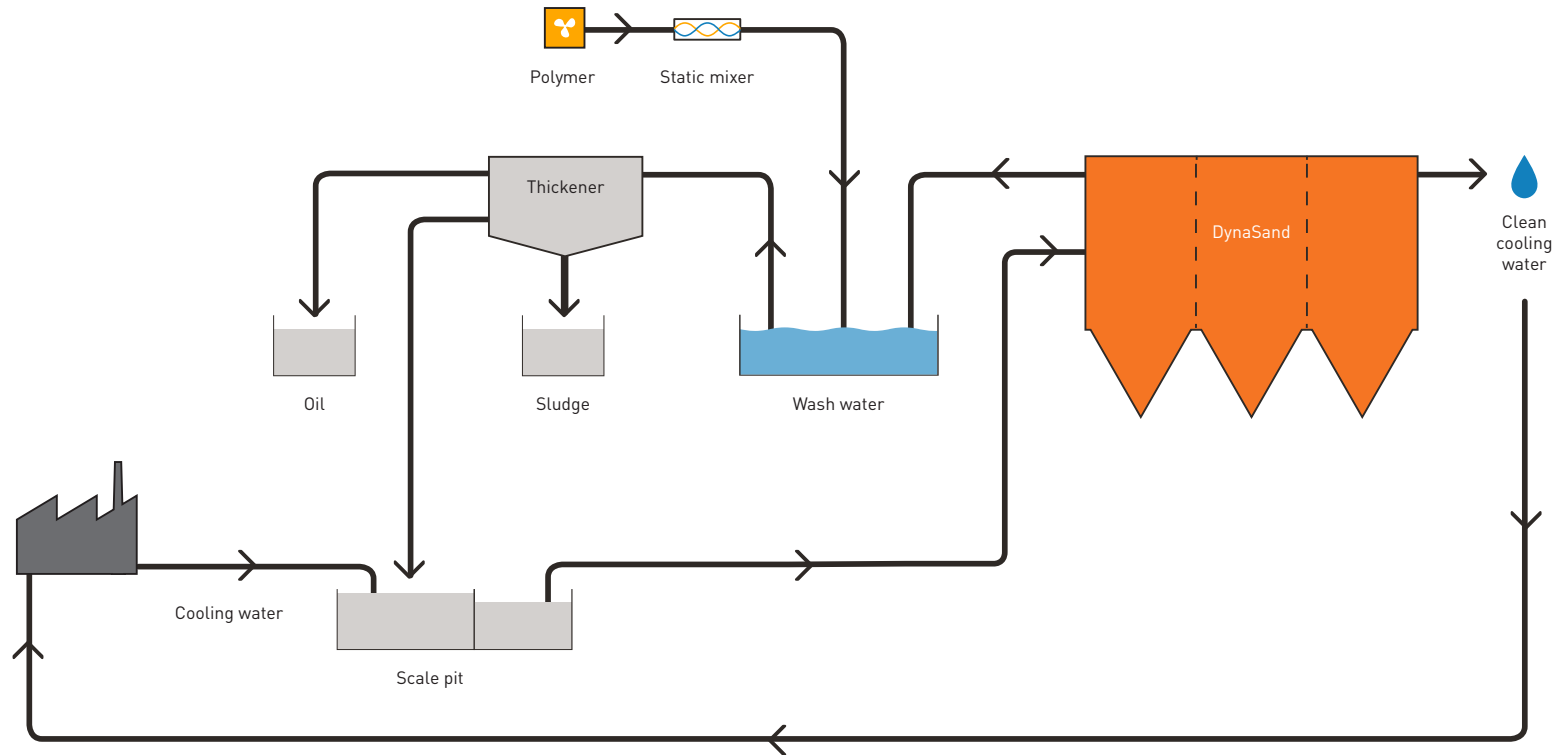 Polymer
Static mixer
Thickener
DynaSand
Clean
cooling
water
Oil
Sludge
Wash water
Cooling water
Scale pit